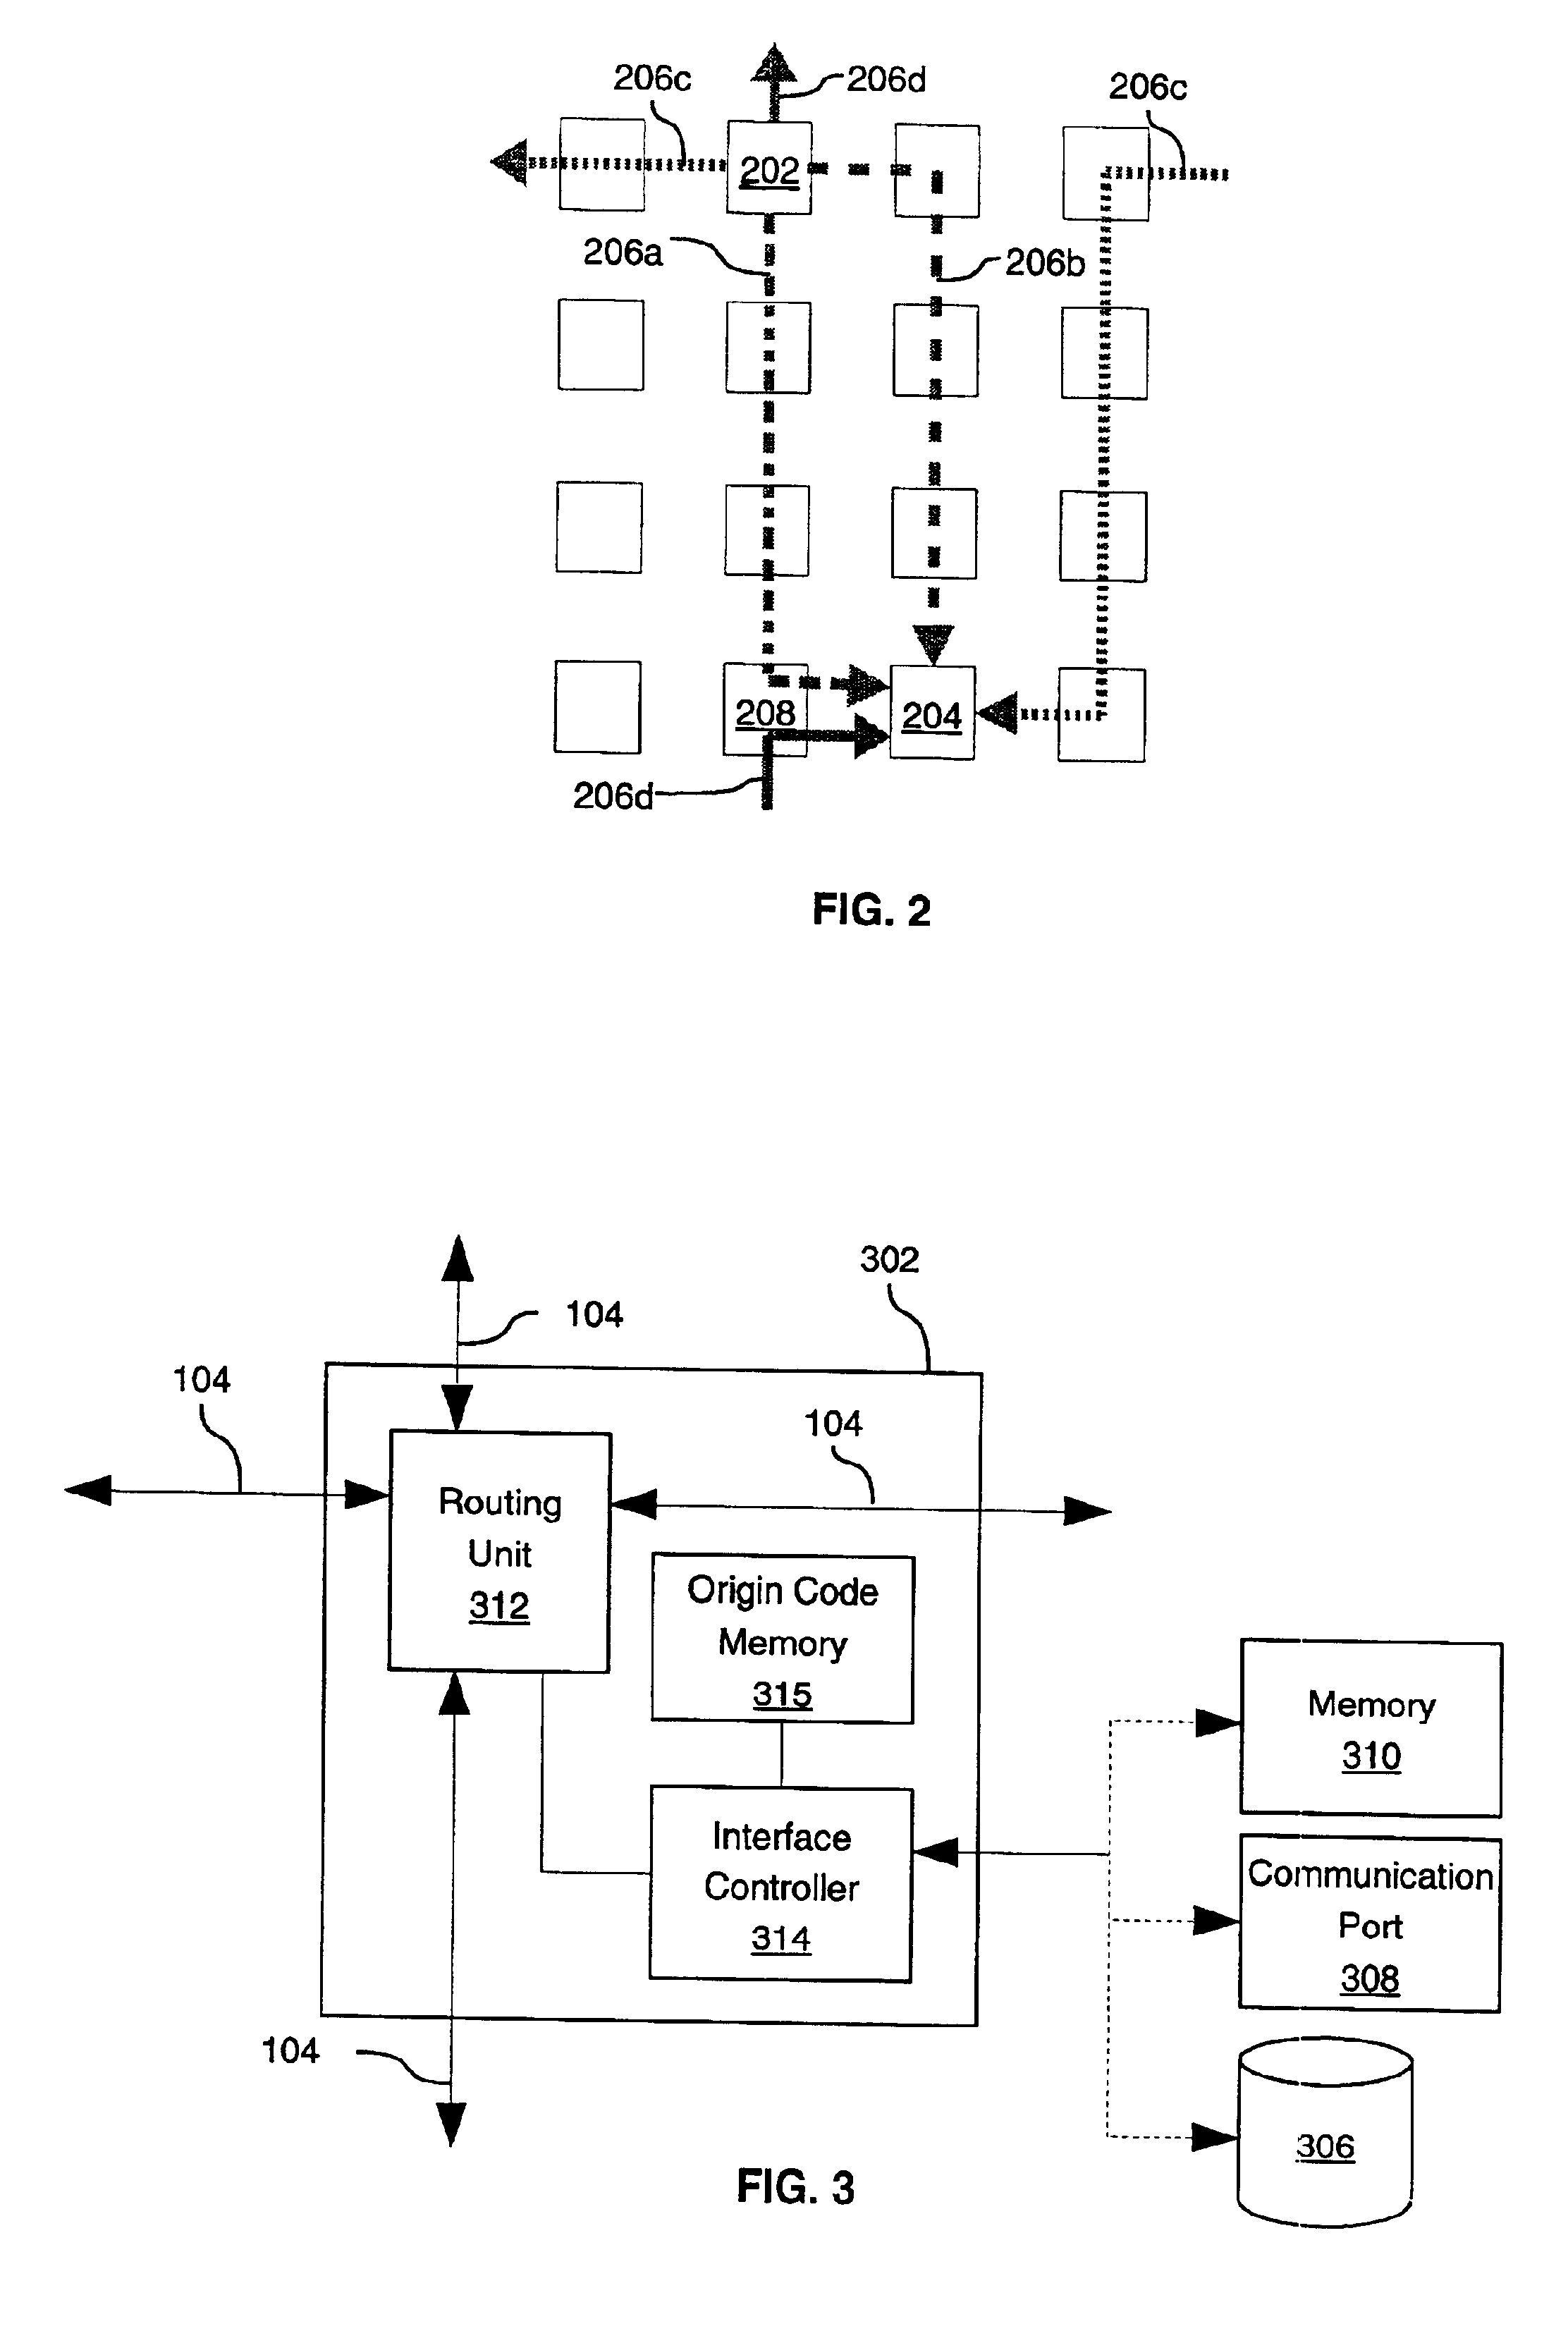 206c
206d
206c
202
206a
206b
208
204
206d
FIG. 2
302
104
104
104
Routing
Unit
312
Origin Code
Memory
315
Memory
310
Interface
Controller
314
Communication
Port
308
104
306
FIG. 3